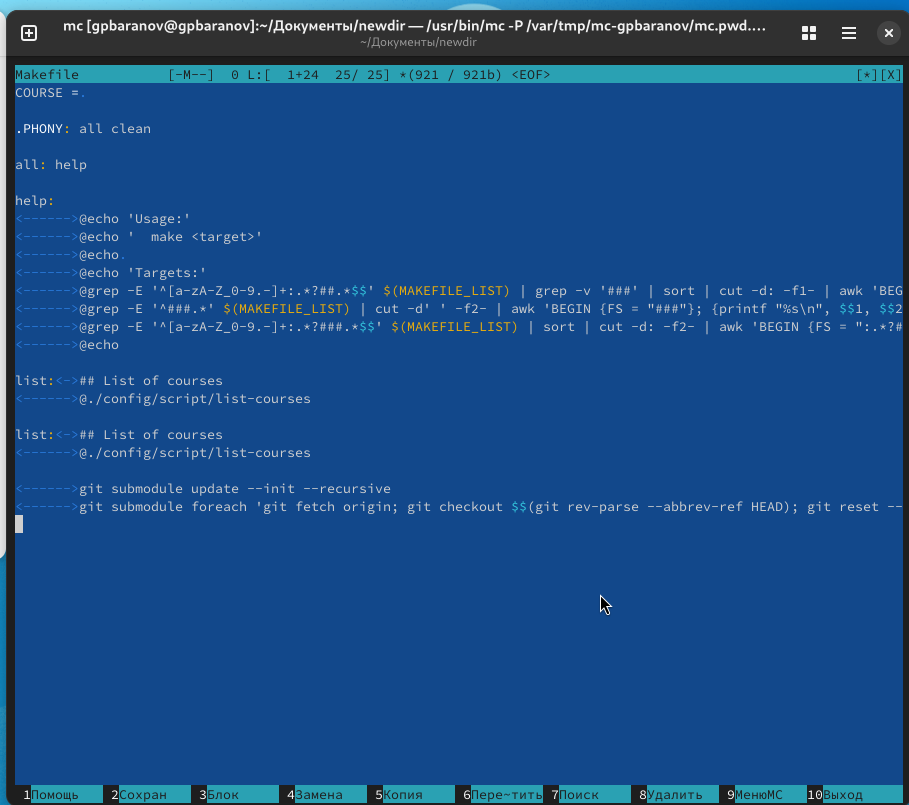 mc [gpbaranov@gpbaranov]:~/Документы/newdir — /usr/bin/mc -P /var/tmp/mc-gpbaranov/mc.pwd.…
~/Документы/newdir
Makefile [-M--] 0 L:[ 1+24 25/ 25] *(921 / 921b) <EOF> [*][X]
COURSE =.
.PHONY: all clean
all: help
help:
<------>@echo 'Usage:'
<------>@echo '  make <target>'
<------>@echo.
<------>@echo 'Targets:'
<------>@grep -E '^[a-zA-Z_0-9.-]+:.*?##.*$$' $(MAKEFILE_LIST) | grep -v '###' | sort | cut -d: -f1- | awk 'BEG
<------>@grep -E '^###.*' $(MAKEFILE_LIST) | cut -d' ' -f2- | awk 'BEGIN {FS = "###"}; {printf "%s\n", $$1, $$2
<------>@grep -E '^[a-zA-Z_0-9.-]+:.*?###.*$$' $(MAKEFILE_LIST) | sort | cut -d: -f2- | awk 'BEGIN {FS = ":.*?#
<------>@echo
list:<->## List of courses
<------>@./config/script/list-courses
list:<->## List of courses
<------>@./config/script/list-courses
<------>git submodule update --init --recursive
<------>git submodule foreach 'git fetch origin; git checkout $$(git rev-parse --abbrev-ref HEAD); git reset --
1Помощь 2Сохран 3Блок 4Замена 5Копия 6Пере~тить 7Поиск 8Удалить 9МенюMC 10Выход